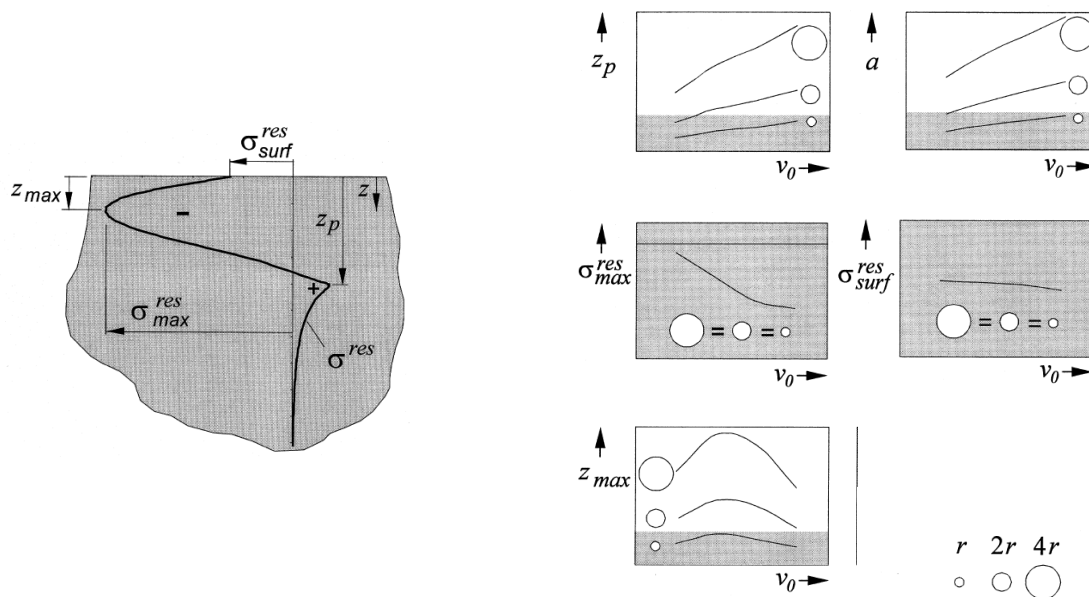 σ^res_surf
z_max
-
z
z_p
+
σ^res_max
σ^res
z_p
v_0
a
v_0
σ^res_max
= =
v_0
σ^res_surf
= =
v_0
z_max
v_0
r 2r 4r